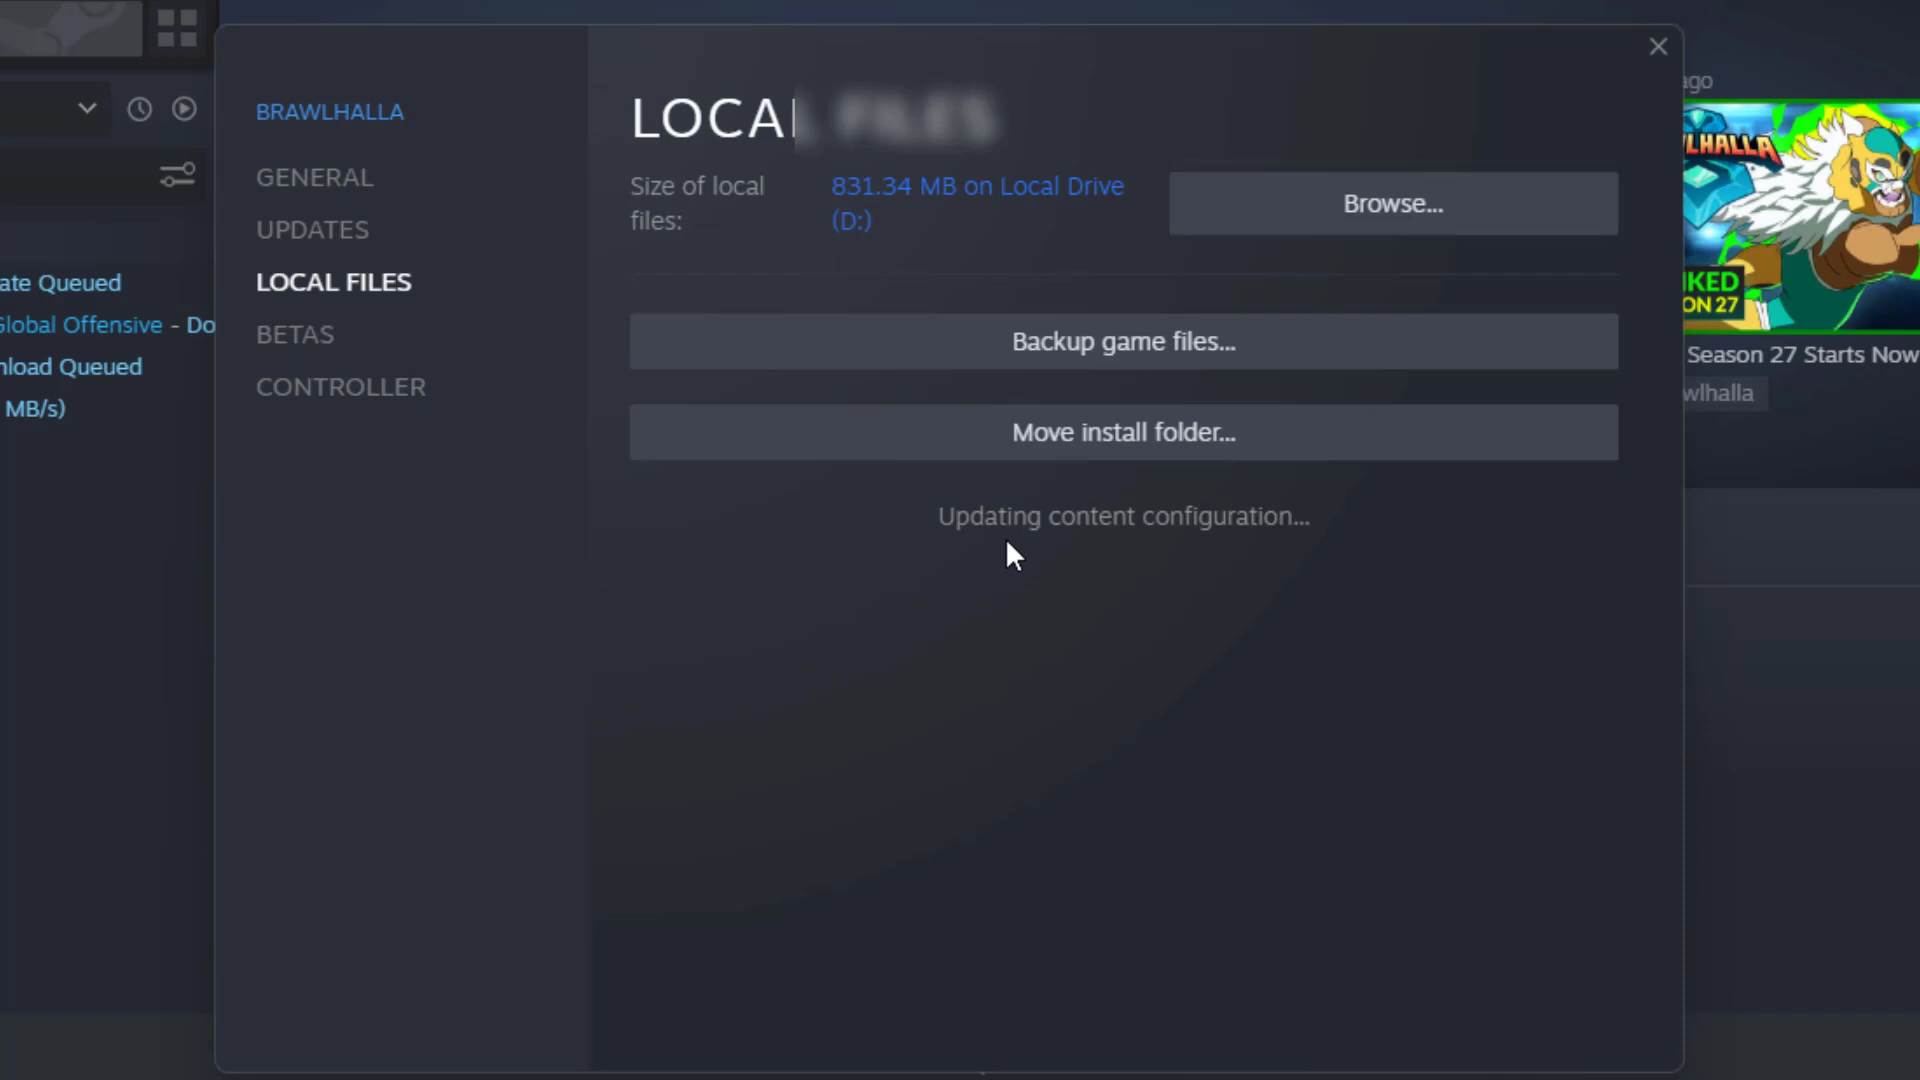 BRAWLHALLA
GENERAL
UPDATES
LOCAL FILES
BETAS
CONTROLLER
LOCAL FILES
Size of local files:
831.34 MB on Local Drive (D:)
Browse...
Backup game files...
Move install folder...
Updating content configuration...
ate Queued
Global Offensive - Do
nload Queued
MB/s)
ago
WLHALLA
KED
ON 27
Season 27 Starts Now
wlhalla